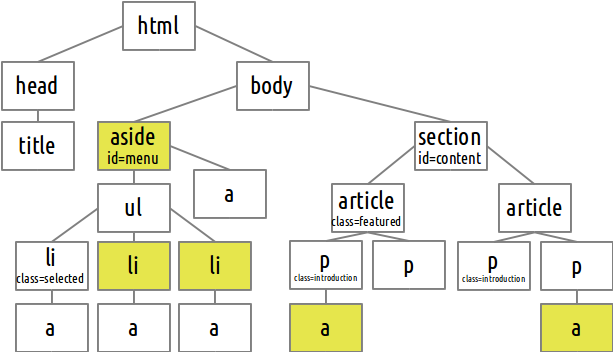 html
head
body
title
aside
id=menu
section
id=content
ul
a
article
class=featured
article
li
class=selected
li
li
p
class=introduction
p
p
class=introduction
p
a
a
a
a
a